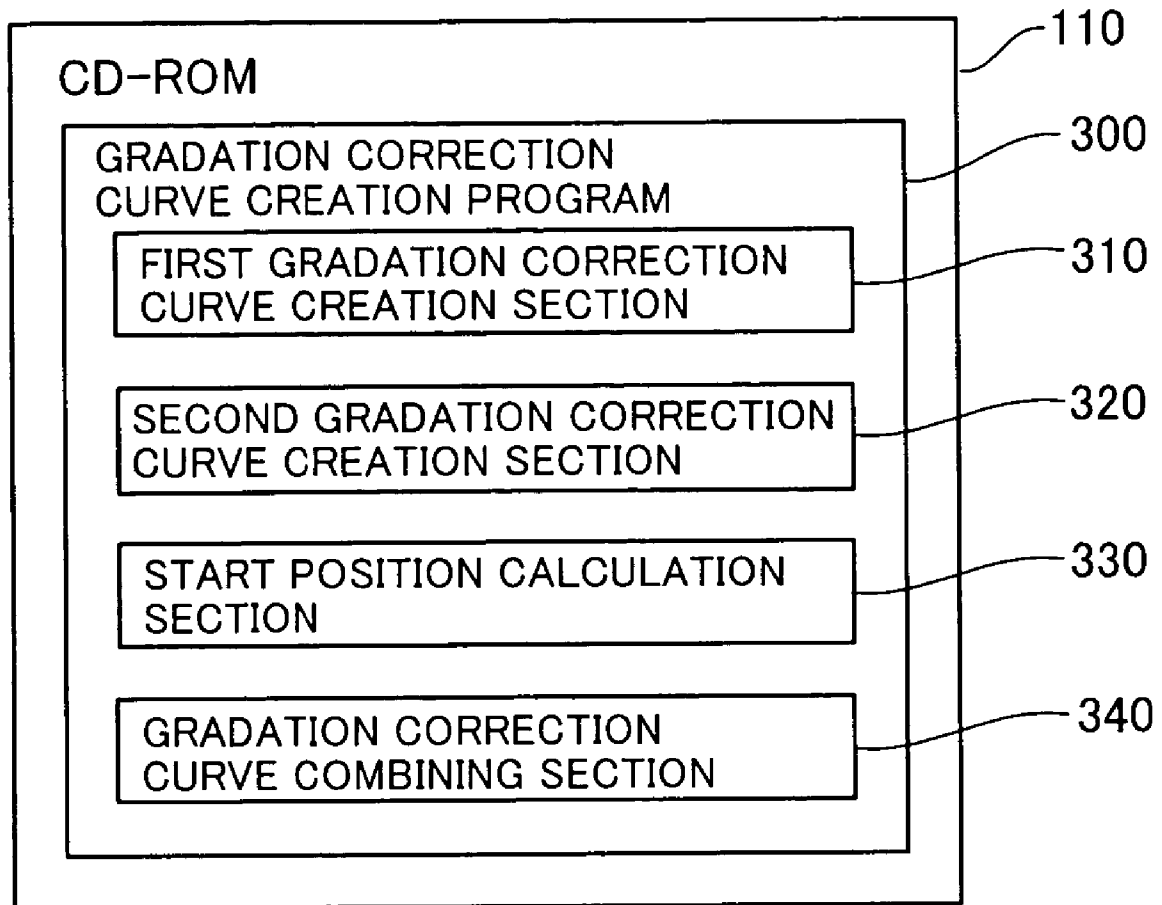 110
CD-ROM
300
GRADATION CORRECTION
CURVE CREATION PROGRAM
310
FIRST GRADATION CORRECTION
CURVE CREATION SECTION
320
SECOND GRADATION CORRECTION
CURVE CREATION SECTION
330
START POSITION CALCULATION
SECTION
340
GRADATION CORRECTION
CURVE COMBINING SECTION